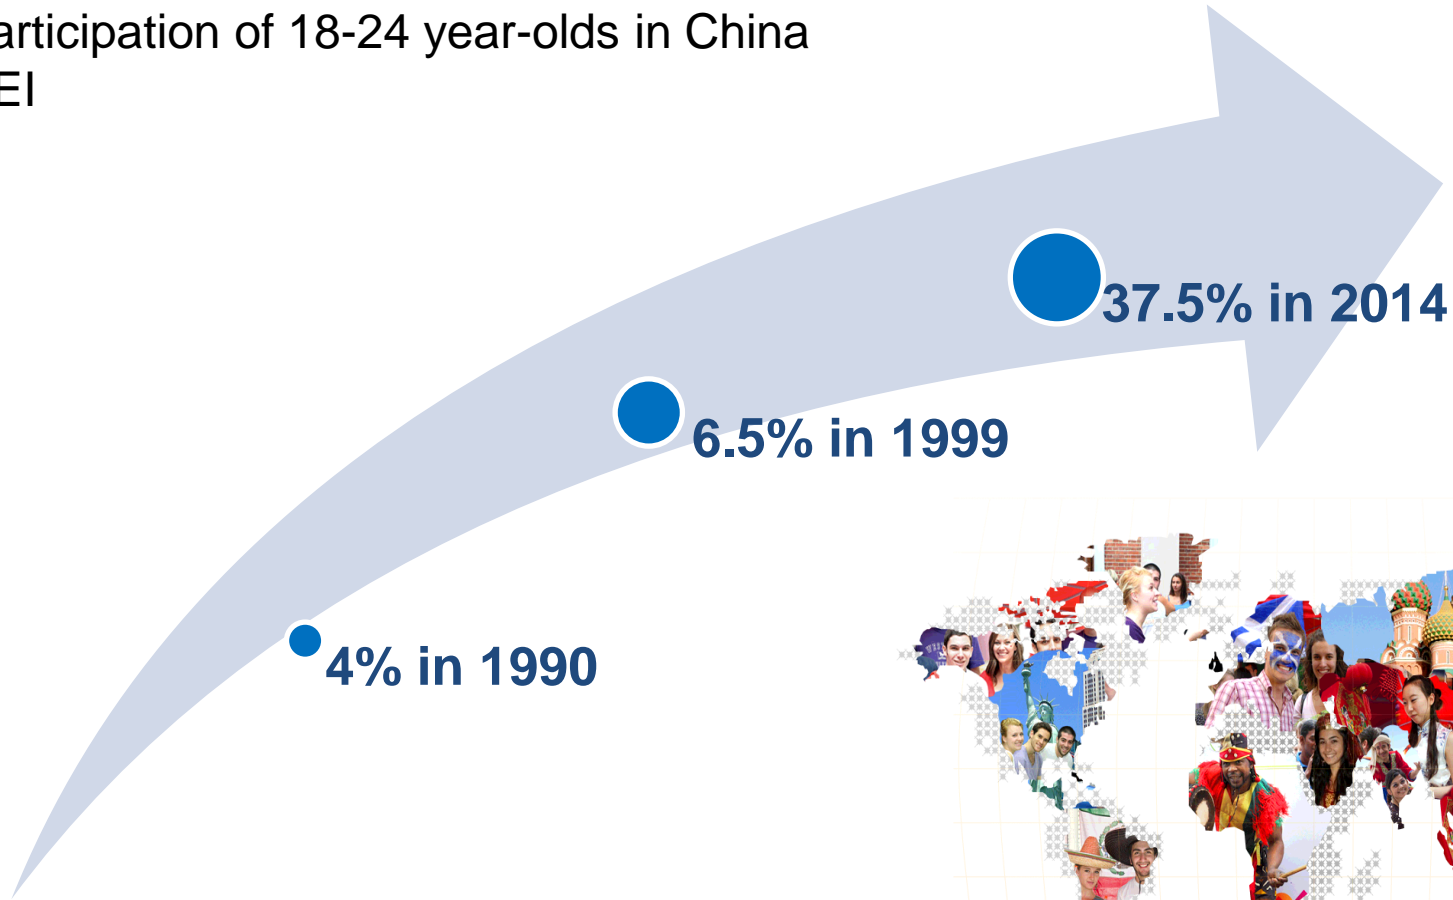 articipation of 18-24 year-olds in China
EI
37.5% in 2014
6.5% in 1999
4% in 1990